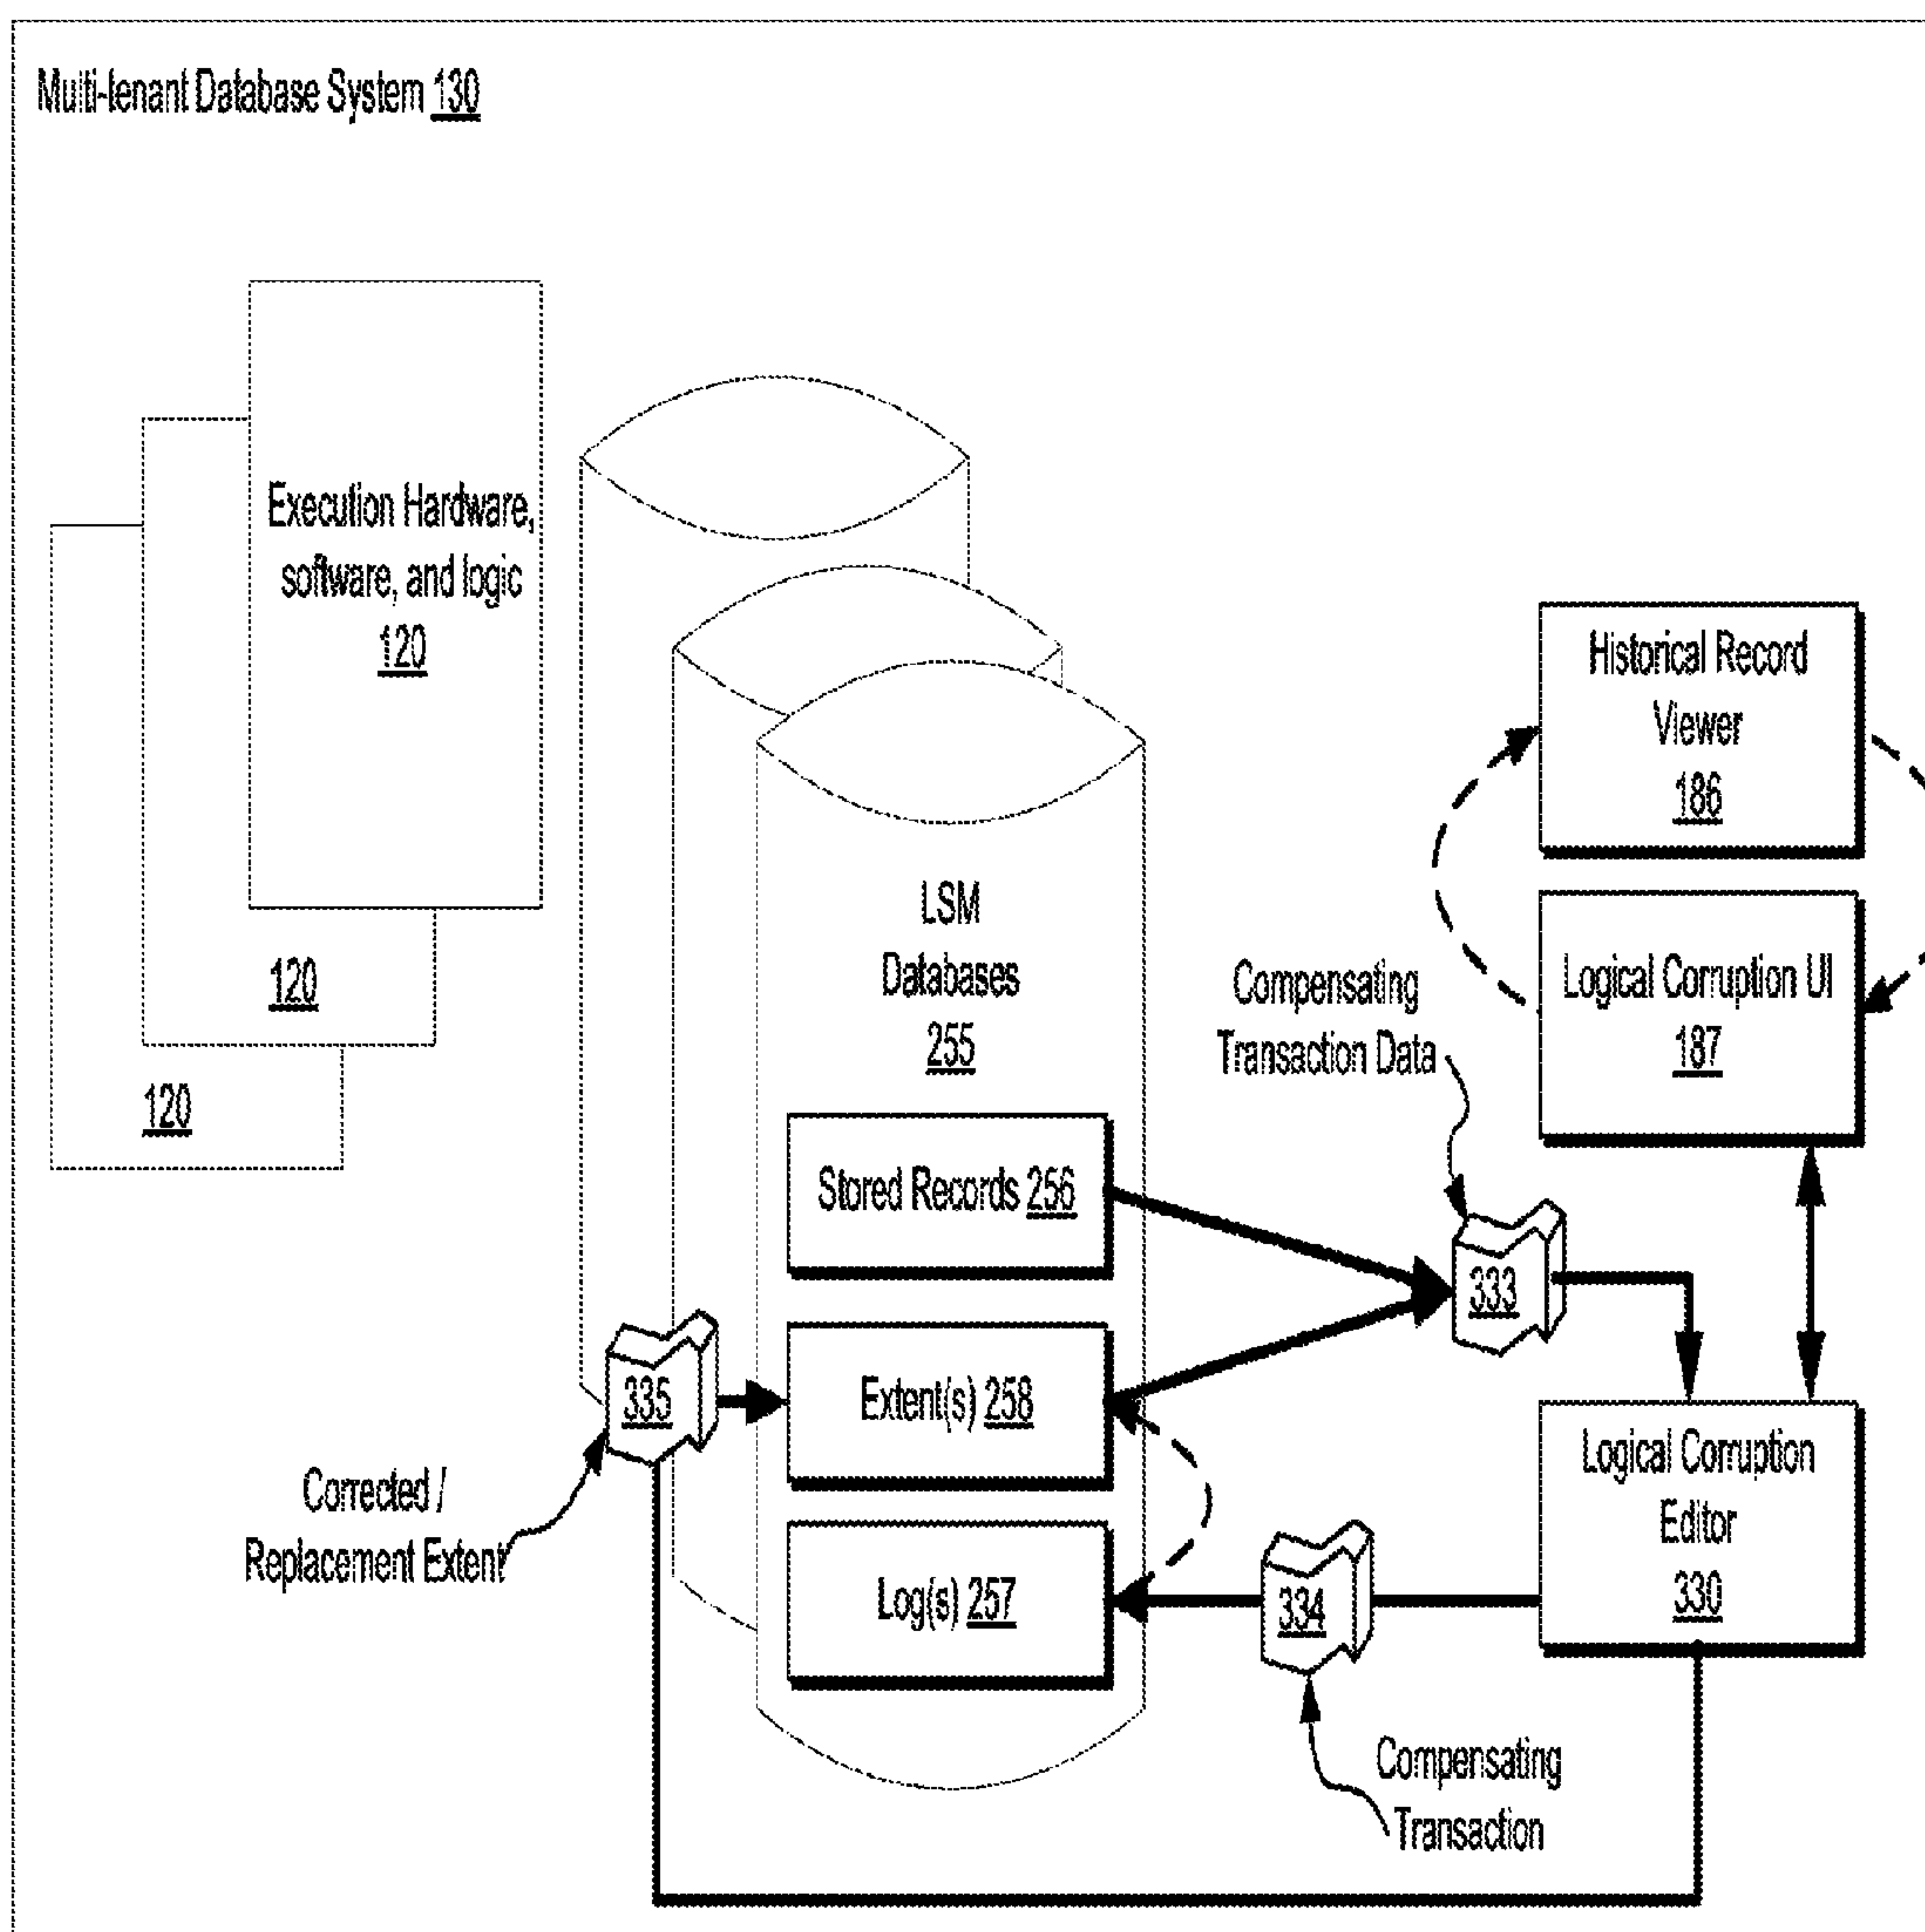 Multi-tenant Database System 130
Execution Hardware,
software, and logic
120
120
120
LSM
Databases
255
Stored Records 256
Extent(s) 258
Log(s) 257
335
Corrected /
Replacement Extent
Compensating
Transaction Data
333
334
Compensating
Transaction
Historical Record
Viewer
186
Logical Corruption UI
187
Logical Corruption
Editor
330